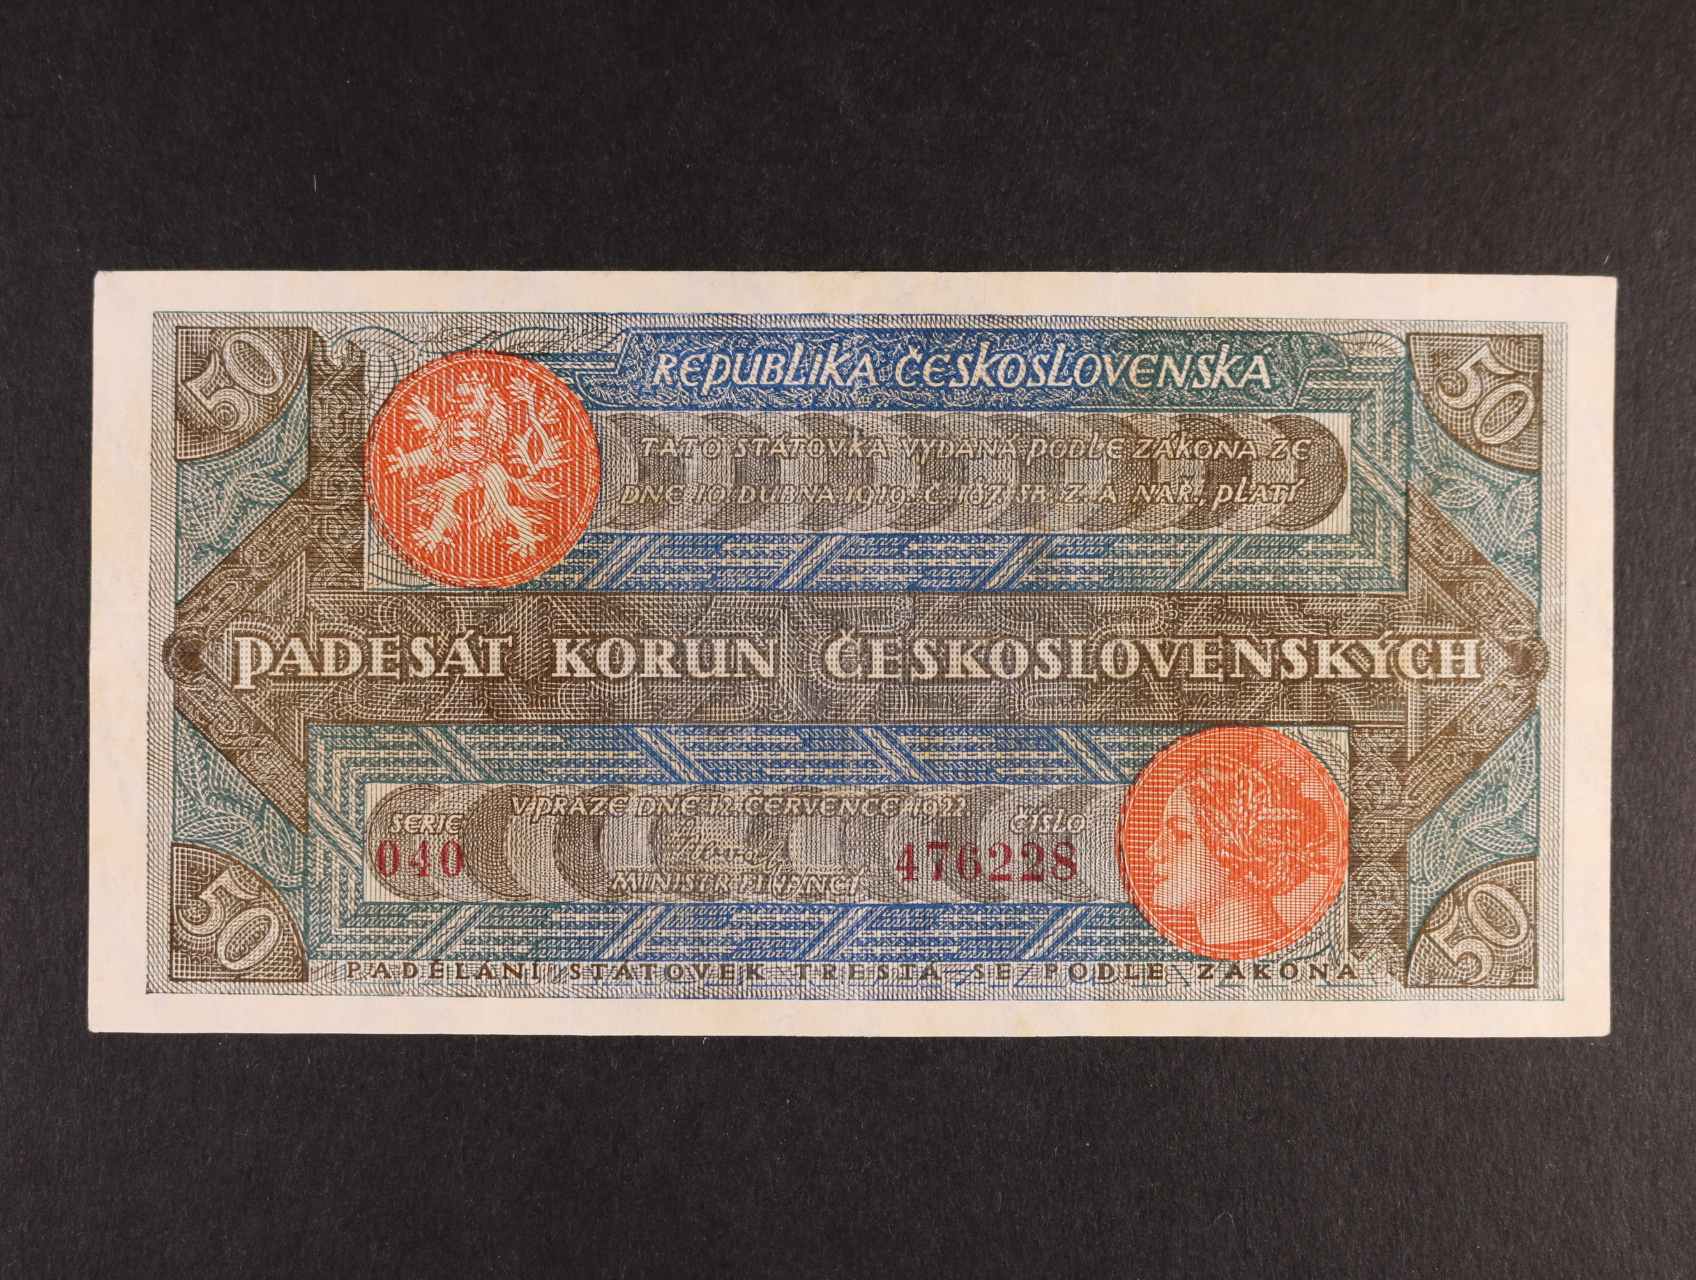 50
50
REPUBLIKA ČESKOSLOVENSKÁ
TATO STÁTOVKA VYDANÁ PODLE ZÁKONA ZE
DNE 10. DUBNA 1919. Č. 187. SB. Z. A NAŘ. PLATÍ
PADESÁT KORUN ČESKOSLOVENSKÝCH
V PRAZE DNE 12. ČERVENCE 1922.
SERIE
ČÍSLO
040
476228
MINISTR FINANCÍ
50
50
PADĚLÁNÍ STÁTOVEK TRESTÁ SE PODLE ZÁKONA